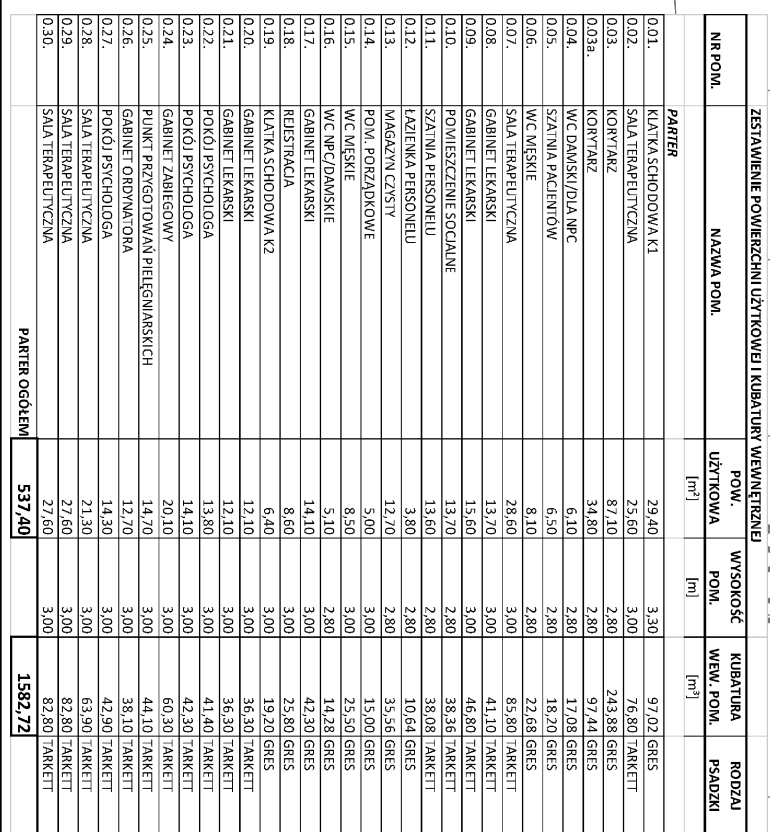 ZESTAWIENIE POWIERZCHNI UŻYTKOWEJ I KUBATURY WEWNĘTRZNEJ
NR POM. NAZWA POM. POW. UŻYTKOWA WYSOKOŚĆ POM. KUBATURA WEW. POM. RODZAJ PSADZKI
[m²] [m] [m³]
PARTER
0.01. KLATKA SCHODOWA K1 29,40 3,30 97,02 GRES
0.02. SALA TERAPEUTYCZNA 25,60 3,00 76,80 TARKETT
0.03. KORYTARZ 87,10 2,80 243,88 GRES
0.03a. KORYTARZ 34,80 2,80 97,44 GRES
0.04. WC DAMSKI/DLA NPC 6,10 2,80 17,08 GRES
0.05. SZATNIA PACJENTÓW 6,50 2,80 18,20 GRES
0.06. WC MĘSKIE 8,10 2,80 22,68 GRES
0.07. SALA TERAPEUTYCZNA 28,60 3,00 85,80 TARKETT
0.08. GABINET LEKARSKI 13,70 3,00 41,10 GRES
0.09. GABINET LEKARSKI 15,60 3,00 46,80 GRES
0.10. POMIESZCZENIE SOCJALNE 13,70 2,80 38,36 GRES
0.11. SZATNIA PERSONELU 13,60 2,80 38,08 TARKETT
0.12. ŁAZIENKA PERSONELU 3,80 2,80 10,64 GRES
0.13. MAGAZYN CZYSTY 12,70 2,80 35,56 GRES
0.14. POM. PORZĄDKOWE 5,00 3,00 15,00 GRES
0.15. WC MĘSKIE 8,50 3,00 25,50 GRES
0.16. WC NPC/DAMSKIE 5,10 2,80 14,28 GRES
0.17. GABINET LEKARSKI 14,10 3,00 42,30 GRES
0.18. REJESTRACJA 8,60 3,00 25,80 GRES
0.19. KLATKA SCHODOWA K2 6,40 3,00 19,20 GRES
0.20. GABINET LEKARSKI 12,10 3,00 36,30 TARKETT
0.21. GABINET LEKARSKI 12,10 3,00 36,30 TARKETT
0.22. POKÓJ PSYCHOLOGA 13,80 3,00 41,40 TARKETT
0.23. POKÓJ PSYCHOLOGA 14,10 3,00 42,30 TARKETT
0.24. GABINET ZABIEGOWY 20,10 3,00 60,30 TARKETT
0.25. PUNKT PRZYGOTOWAŃ PIELĘGNIARSKICH 14,70 3,00 44,10 TARKETT
0.26. GABINET ORDYNATORA 12,70 3,00 38,10 TARKETT
0.27. POKÓJ PSYCHOLOGA 14,30 3,00 42,90 TARKETT
0.28. SALA TERAPEUTYCZNA 21,30 3,00 63,90 TARKETT
0.29. SALA TERAPEUTYCZNA 27,60 3,00 82,80 TARKETT
0.30. SALA TERAPEUTYCZNA 27,60 3,00 82,80 TARKETT
PARTER OGÓŁEM 537,40 1582,72